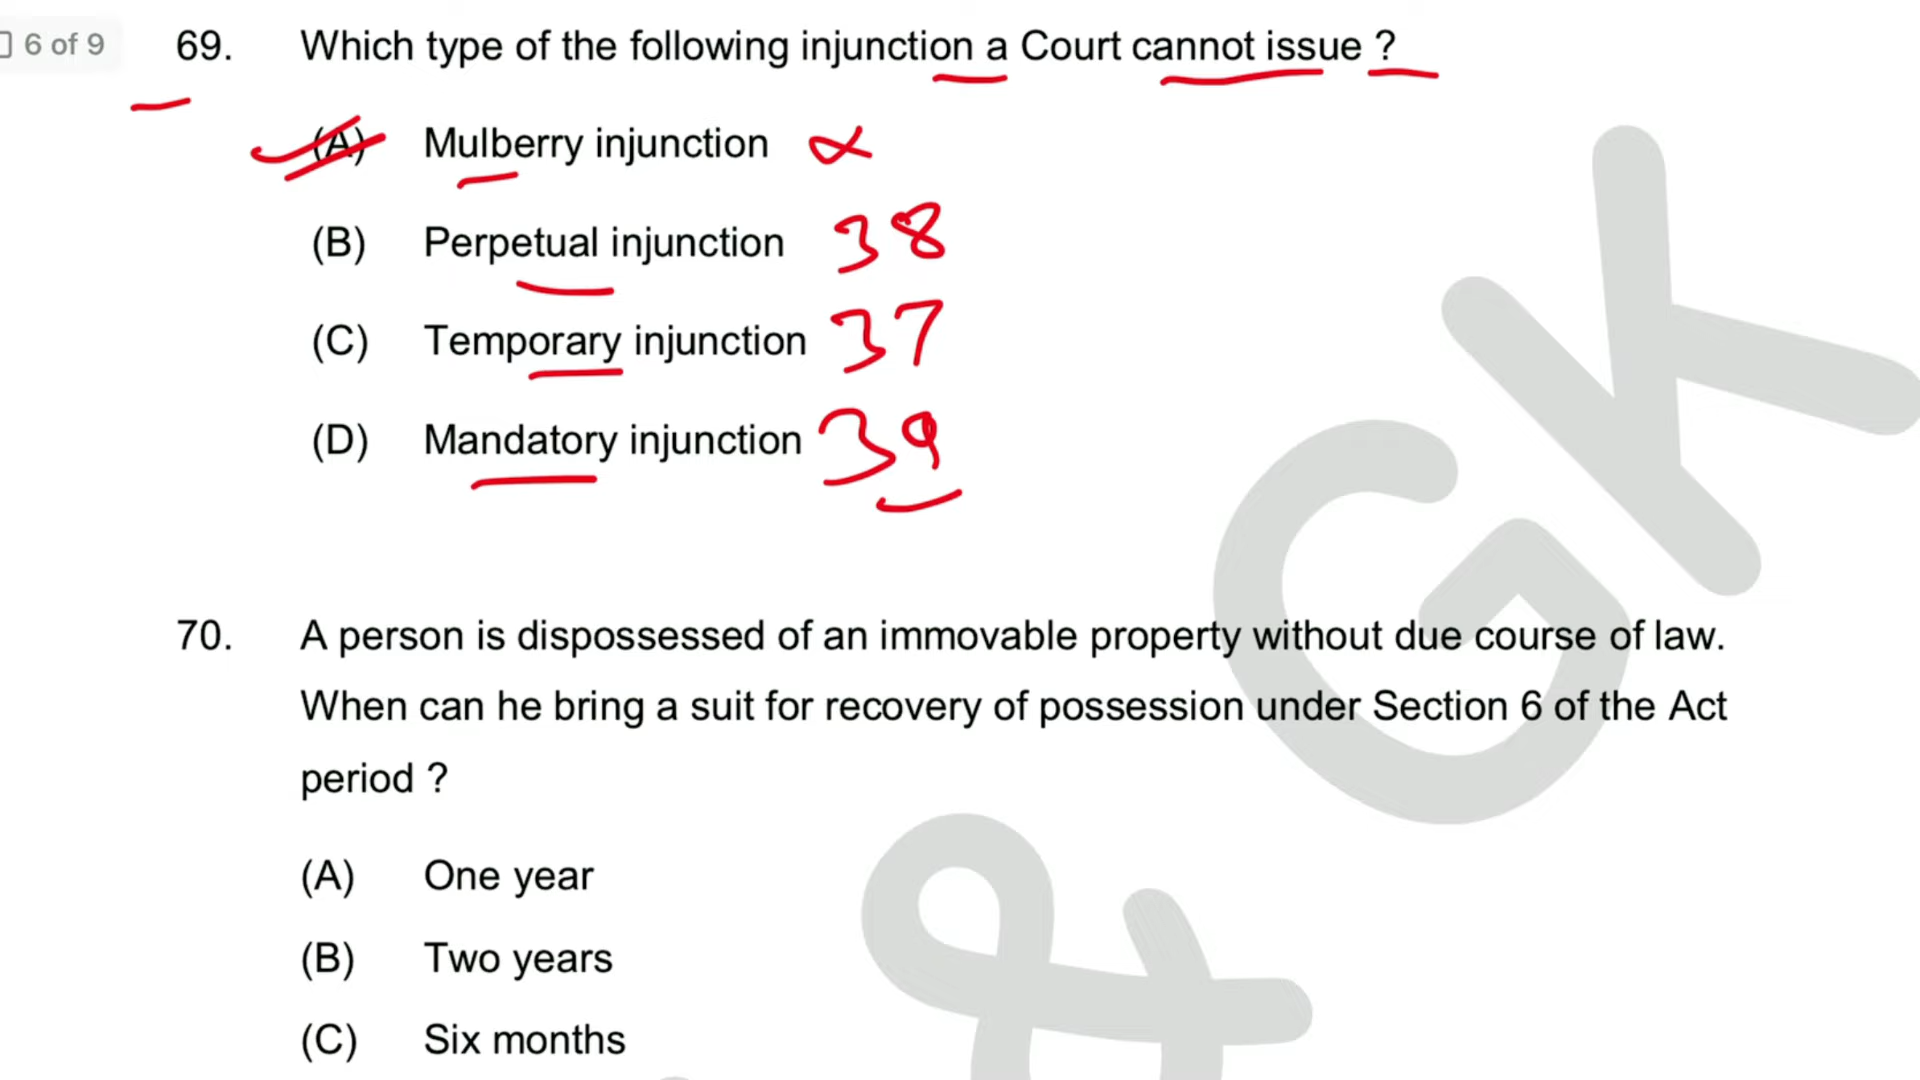 6 of 9
69. Which type of the following injunction a Court cannot issue ?
(A) Mulberry injunction
(B) Perpetual injunction 38
(C) Temporary injunction 37
(D) Mandatory injunction 39
70. A person is dispossessed of an immovable property without due course of law.
When can he bring a suit for recovery of possession under Section 6 of the Act
period ?
(A) One year
(B) Two years
(C) Six months
& GK